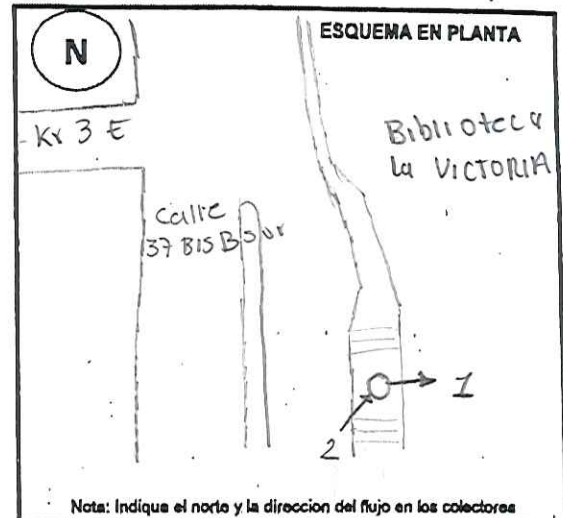 ESQUEMA EN PLANTA
N
Kr 3 E
Biblioteca
la VICTORIA
Calle
37 BIS B sur
1
2
Nota: Indique el norte y la direccion del flujo en los colectores